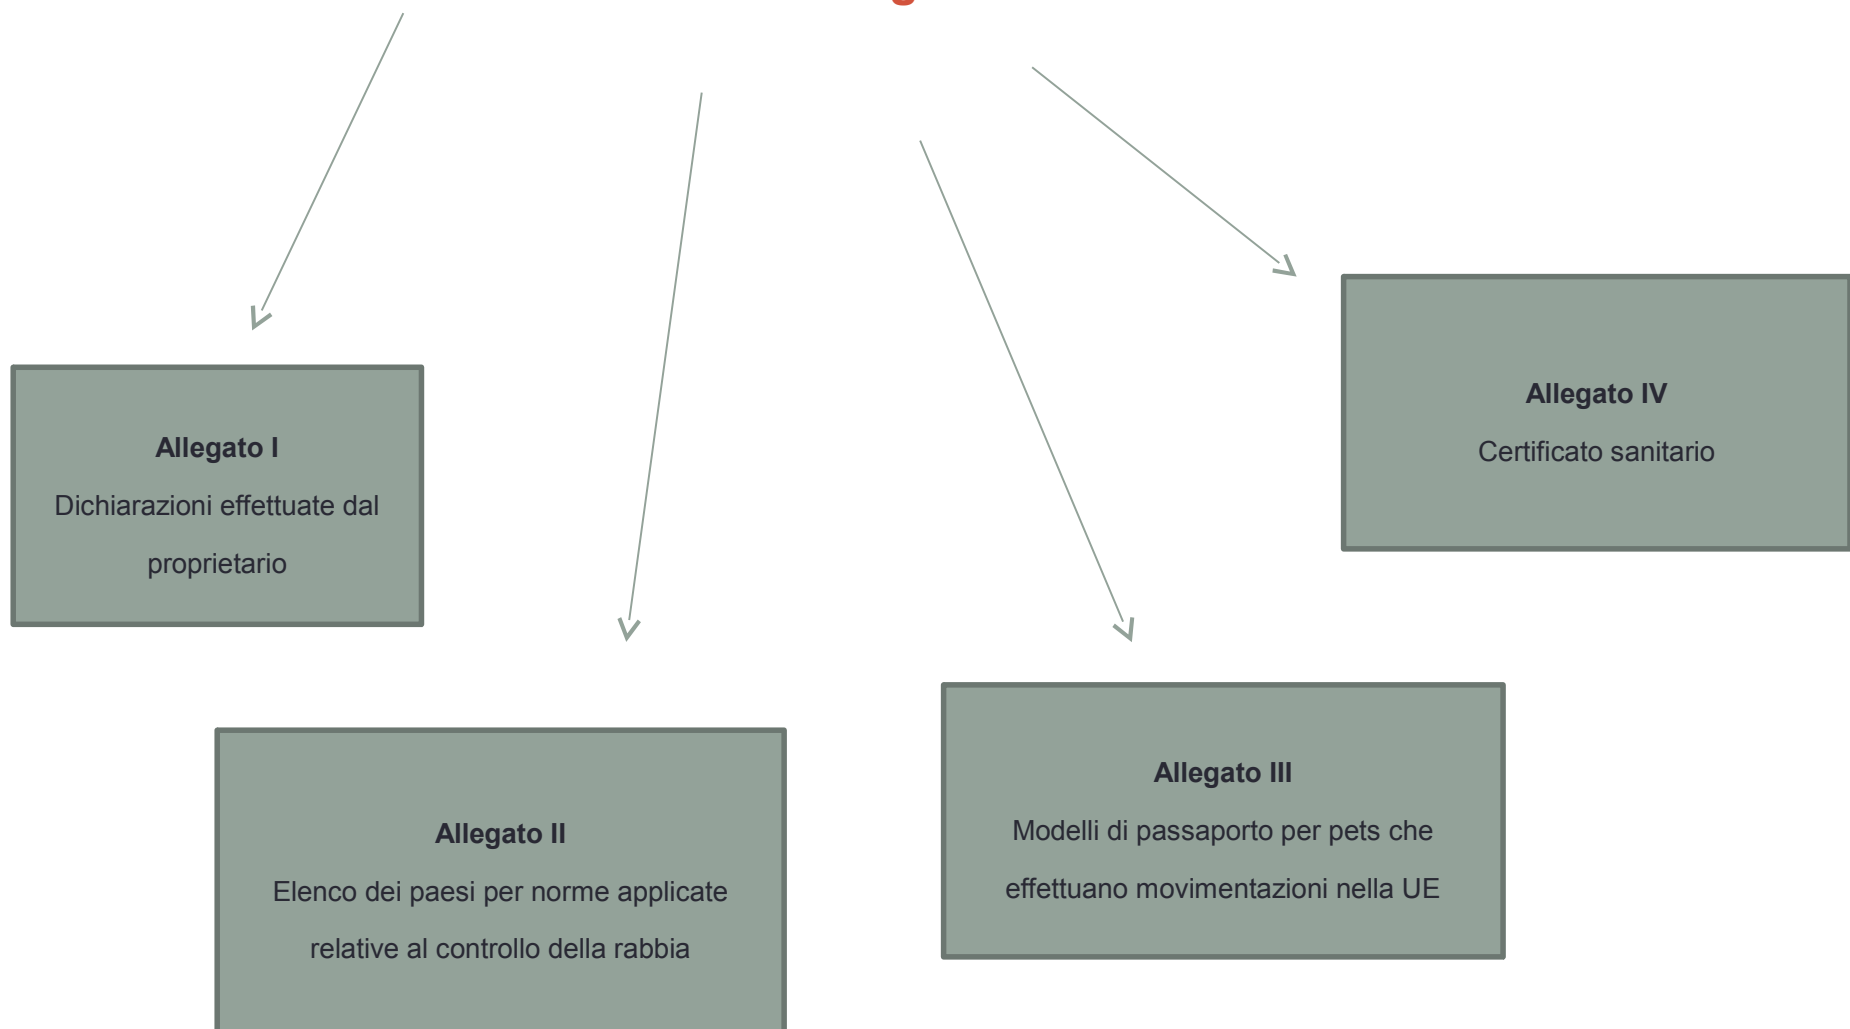 Allegato I
Dichiarazioni effettuate dal
proprietario
Allegato II
Elenco dei paesi per norme applicate
relative al controllo della rabbia
Allegato III
Modelli di passaporto per pets che
effettuano movimentazioni nella UE
Allegato IV
Certificato sanitario